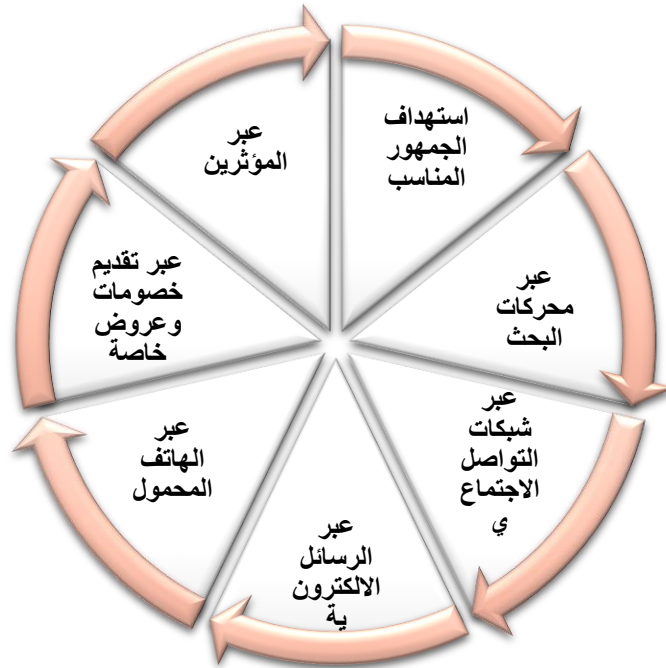 استهداف
الجمهور
المناسب
عبر
محركات
البحث
عبر
شبكات
التواصل
الاجتماع
ي
عبر
الرسائل
الالكترون
ية
عبر
الهاتف
المحمول
عبر تقديم
خصومات
وعروض
خاصة
عبر
المؤثرين